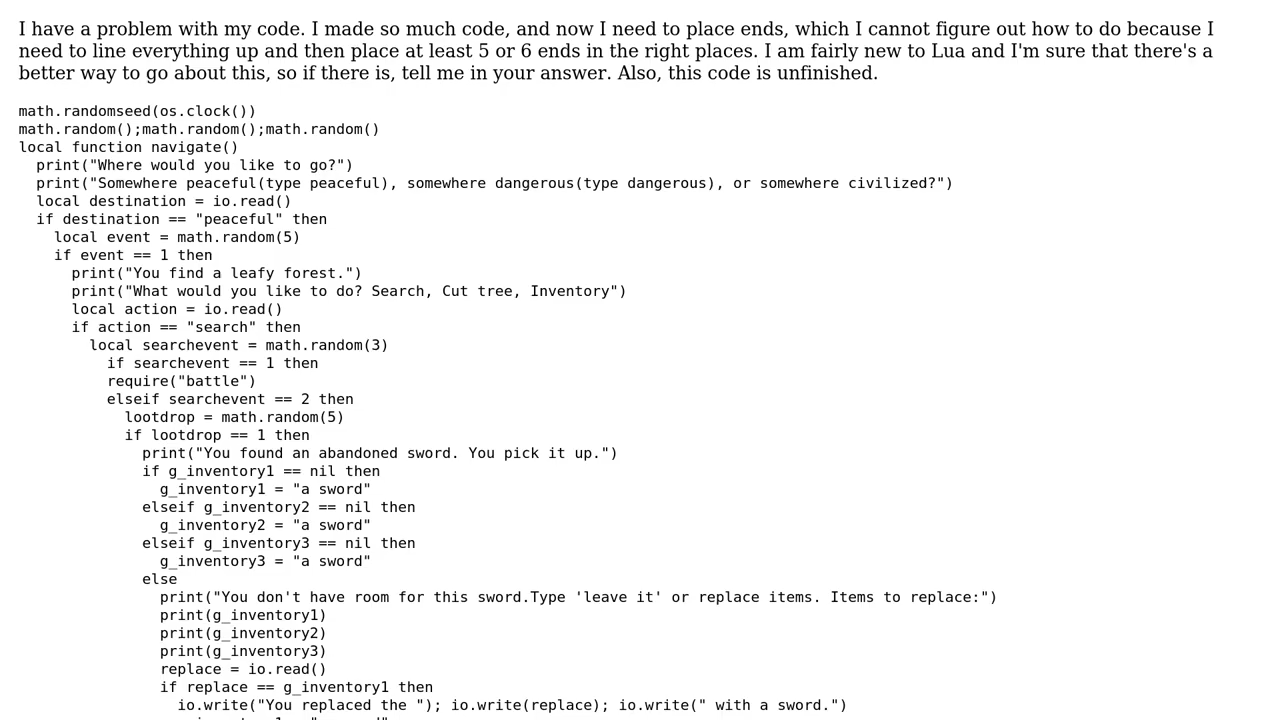 I have a problem with my code. I made so much code, and now I need to place ends, which I cannot figure out how to do because I
need to line everything up and then place at least 5 or 6 ends in the right places. I am fairly new to Lua and I'm sure that there's a
better way to go about this, so if there is, tell me in your answer. Also, this code is unfinished.
math.randomseed(os.clock())
math.random();math.random();math.random()
local function navigate()
  print("Where would you like to go?")
  print("Somewhere peaceful(type peaceful), somewhere dangerous(type dangerous), or somewhere civilized?")
  local destination = io.read()
  if destination == "peaceful" then
    local event = math.random(5)
    if event == 1 then
      print("You find a leafy forest.")
      print("What would you like to do? Search, Cut tree, Inventory")
      local action = io.read()
      if action == "search" then
        local searchevent = math.random(3)
          if searchevent == 1 then
          require("battle")
          elseif searchevent == 2 then
            lootdrop = math.random(5)
            if lootdrop == 1 then
              print("You found an abandoned sword. You pick it up.")
              if g_inventory1 == nil then
                g_inventory1 = "a sword"
              elseif g_inventory2 == nil then
                g_inventory2 = "a sword"
              elseif g_inventory3 == nil then
                g_inventory3 = "a sword"
              else
                print("You don't have room for this sword.Type 'leave it' or replace items. Items to replace:")
                print(g_inventory1)
                print(g_inventory2)
                print(g_inventory3)
                replace = io.read()
                if replace == g_inventory1 then
                  io.write("You replaced the "); io.write(replace); io.write(" with a sword.")